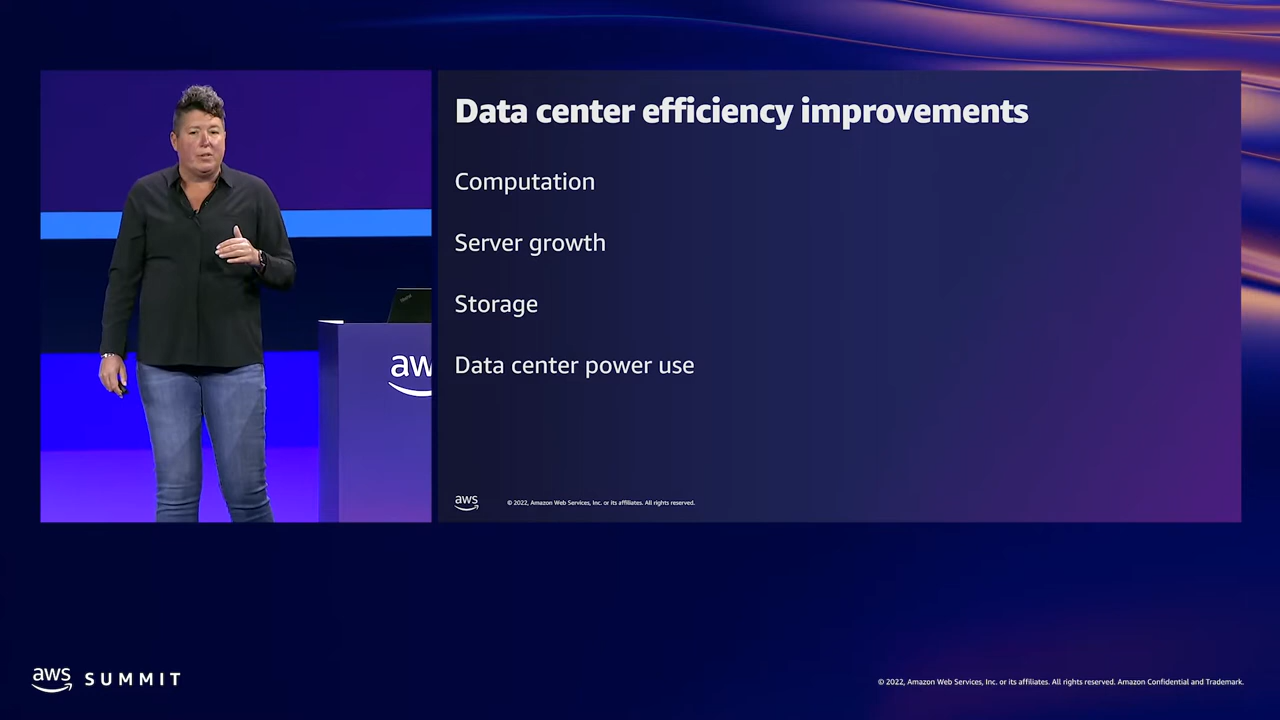 Data center efficiency improvements
Computation
Server growth
Storage
Data center power use
aw
aws
© 2022, Amazon Web Services, Inc. or its affiliates. All rights reserved.
aws SUMMIT
© 2022, Amazon Web Services, Inc. or its affiliates. All rights reserved. Amazon Confidential and Trademark.